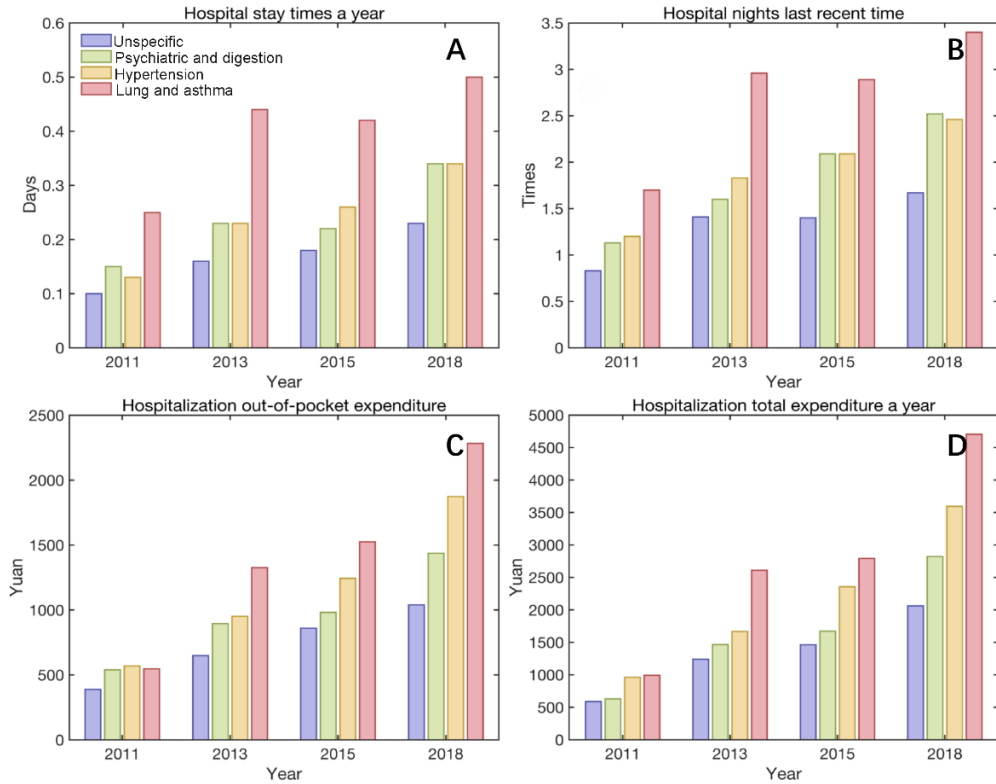 Hospital stay times a year
A
Unspecific
Psychiatric and digestion
Hypertension
Lung and asthma
0.6
0.5
0.4
0.3
0.2
0.1
0
Days
2011 2013 2015 2018
Year
Hospital nights last recent time
B
3.5
3
2.5
2
1.5
1
0.5
0
Times
2011 2013 2015 2018
Year
Hospitalization out-of-pocket expenditure
C
2500
2000
1500
1000
500
0
Yuan
2011 2013 2015 2018
Year
Hospitalization total expenditure a year
D
5000
4500
4000
3500
3000
2500
2000
1500
1000
500
0
Yuan
2011 2013 2015 2018
Year